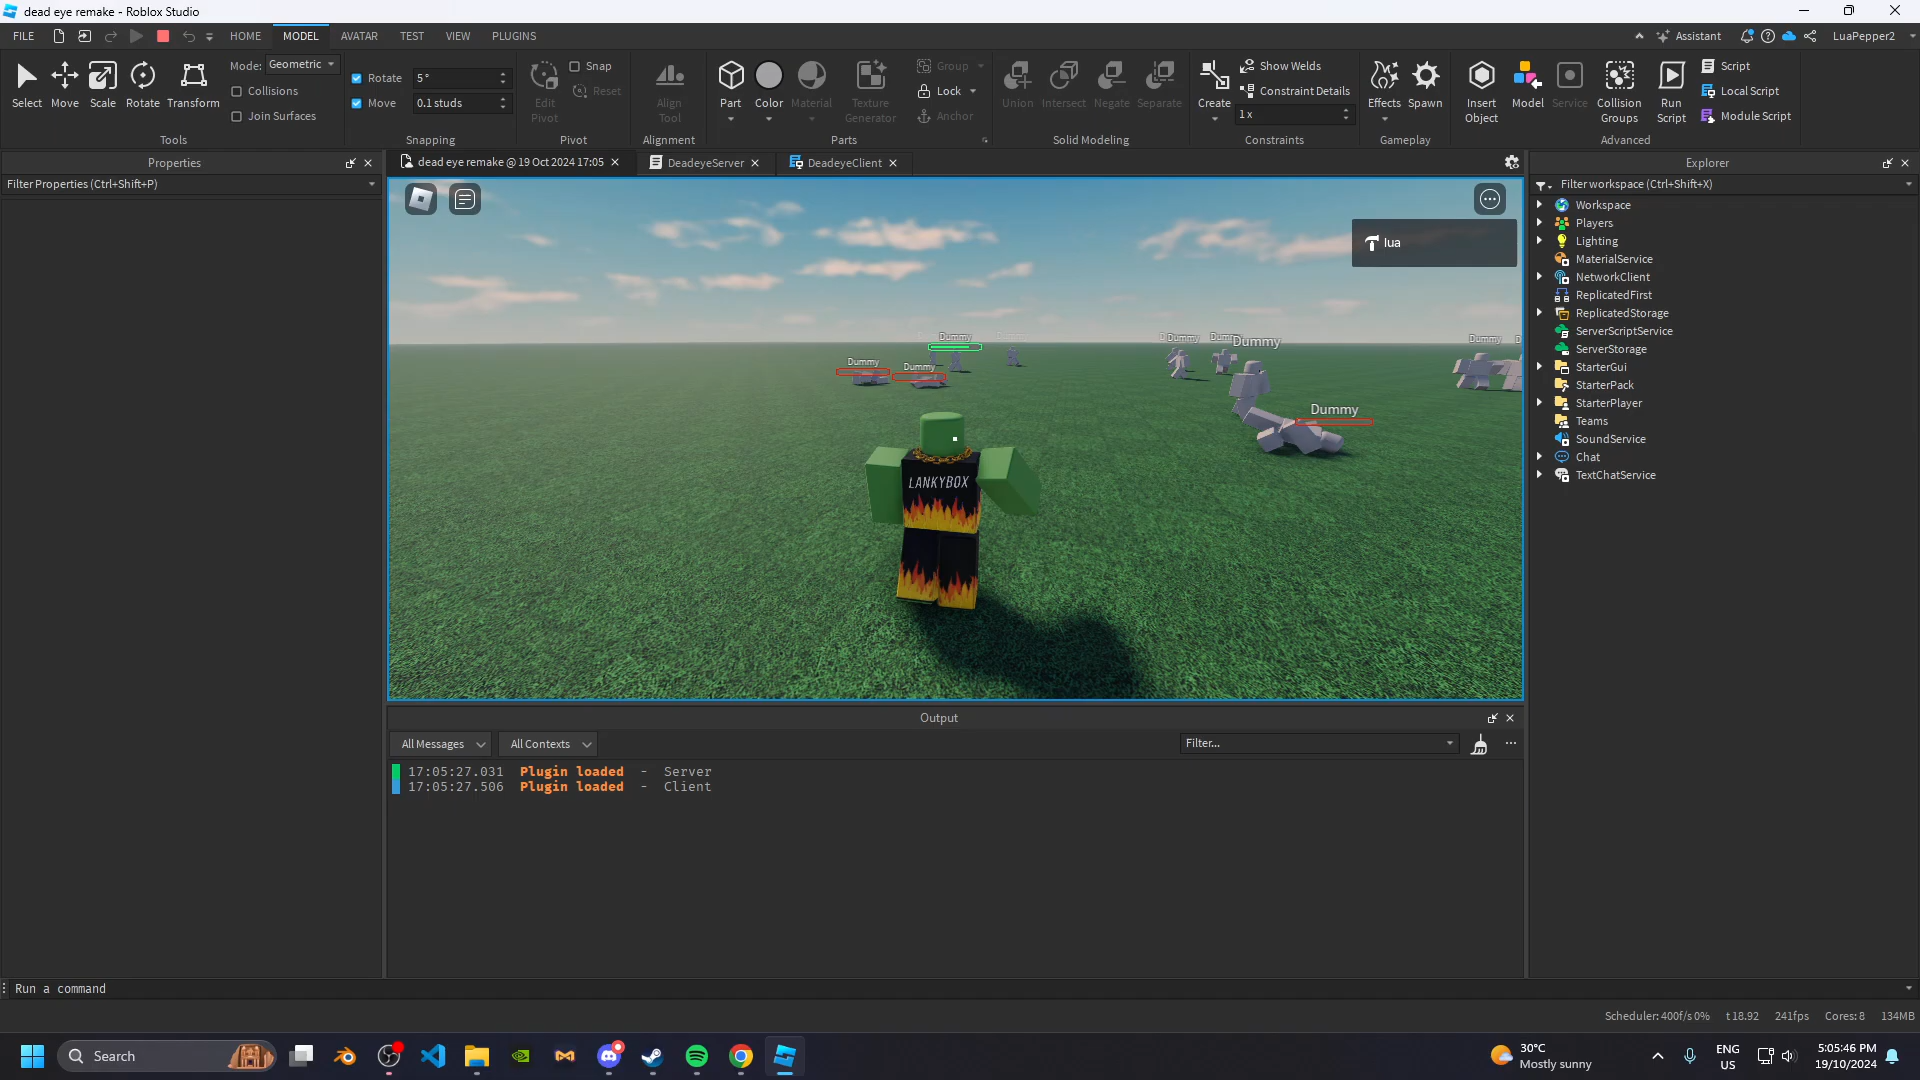 dead eye remake - Roblox Studio
FILE HOME MODEL AVATAR TEST VIEW PLUGINS Assistant LuaPepper2
Select Move Scale Rotate Transform
Mode: Geometric
Collisions
Join Surfaces
Tools
Rotate 5°
Move 0.1 studs
Snapping
Edit Pivot
Snap
Reset
Pivot
Align Tool
Alignment
Part Color Material Texture Generator
Group
Lock
Anchor
Parts
Union Intersect Negate Separate
Solid Modeling
Create
Show Welds
Constraint Details
1 x
Constraints
Effects Spawn
Gameplay
Insert Object Model Service Collision Groups Run Script
Script
Local Script
Module Script
Advanced
Properties
Filter Properties (Ctrl+Shift+P)
dead eye remake @ 19 Oct 2024 17:05 DeadeyeServer DeadeyeClient
lua
Dummy
Dummy
Dummy
Dummy
Dummy
Dummy
Dummy
LANKYBOX
Explorer
Filter workspace (Ctrl+Shift+X)
Workspace
Players
Lighting
MaterialService
NetworkClient
ReplicatedFirst
ReplicatedStorage
ServerScriptService
ServerStorage
StarterGui
StarterPack
StarterPlayer
Teams
SoundService
Chat
TextChatService
Output
All Messages All Contexts Filter...
17:05:27.031 Plugin loaded - Server
17:05:27.506 Plugin loaded - Client
Run a command
Scheduler: 400f/s 0% t 18.92 241fps Cores: 8 134MB
Search
30°C
Mostly sunny
ENG
US
5:05:46 PM
19/10/2024